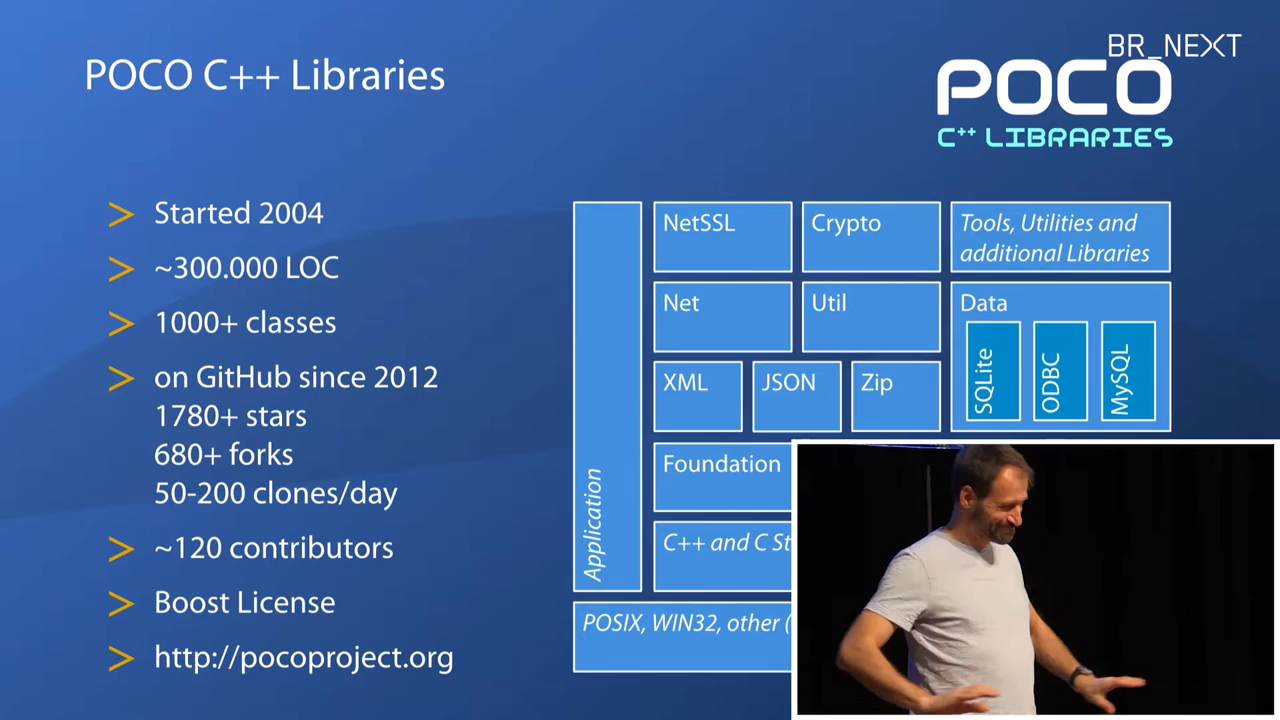 POCO C++ Libraries
BR_NEXT
POCO
C++ LIBRARIES
> Started 2004
> ~300.000 LOC
> 1000+ classes
> on GitHub since 2012
1780+ stars
680+ forks
50-200 clones/day
> ~120 contributors
> Boost License
> http://pocoproject.org
Application
NetSSL
Crypto
Tools, Utilities and
additional Libraries
Net
Util
Data
SQLite
ODBC
MySQL
XML
JSON
Zip
Foundation
C++ and C St
POSIX, WIN32, other (